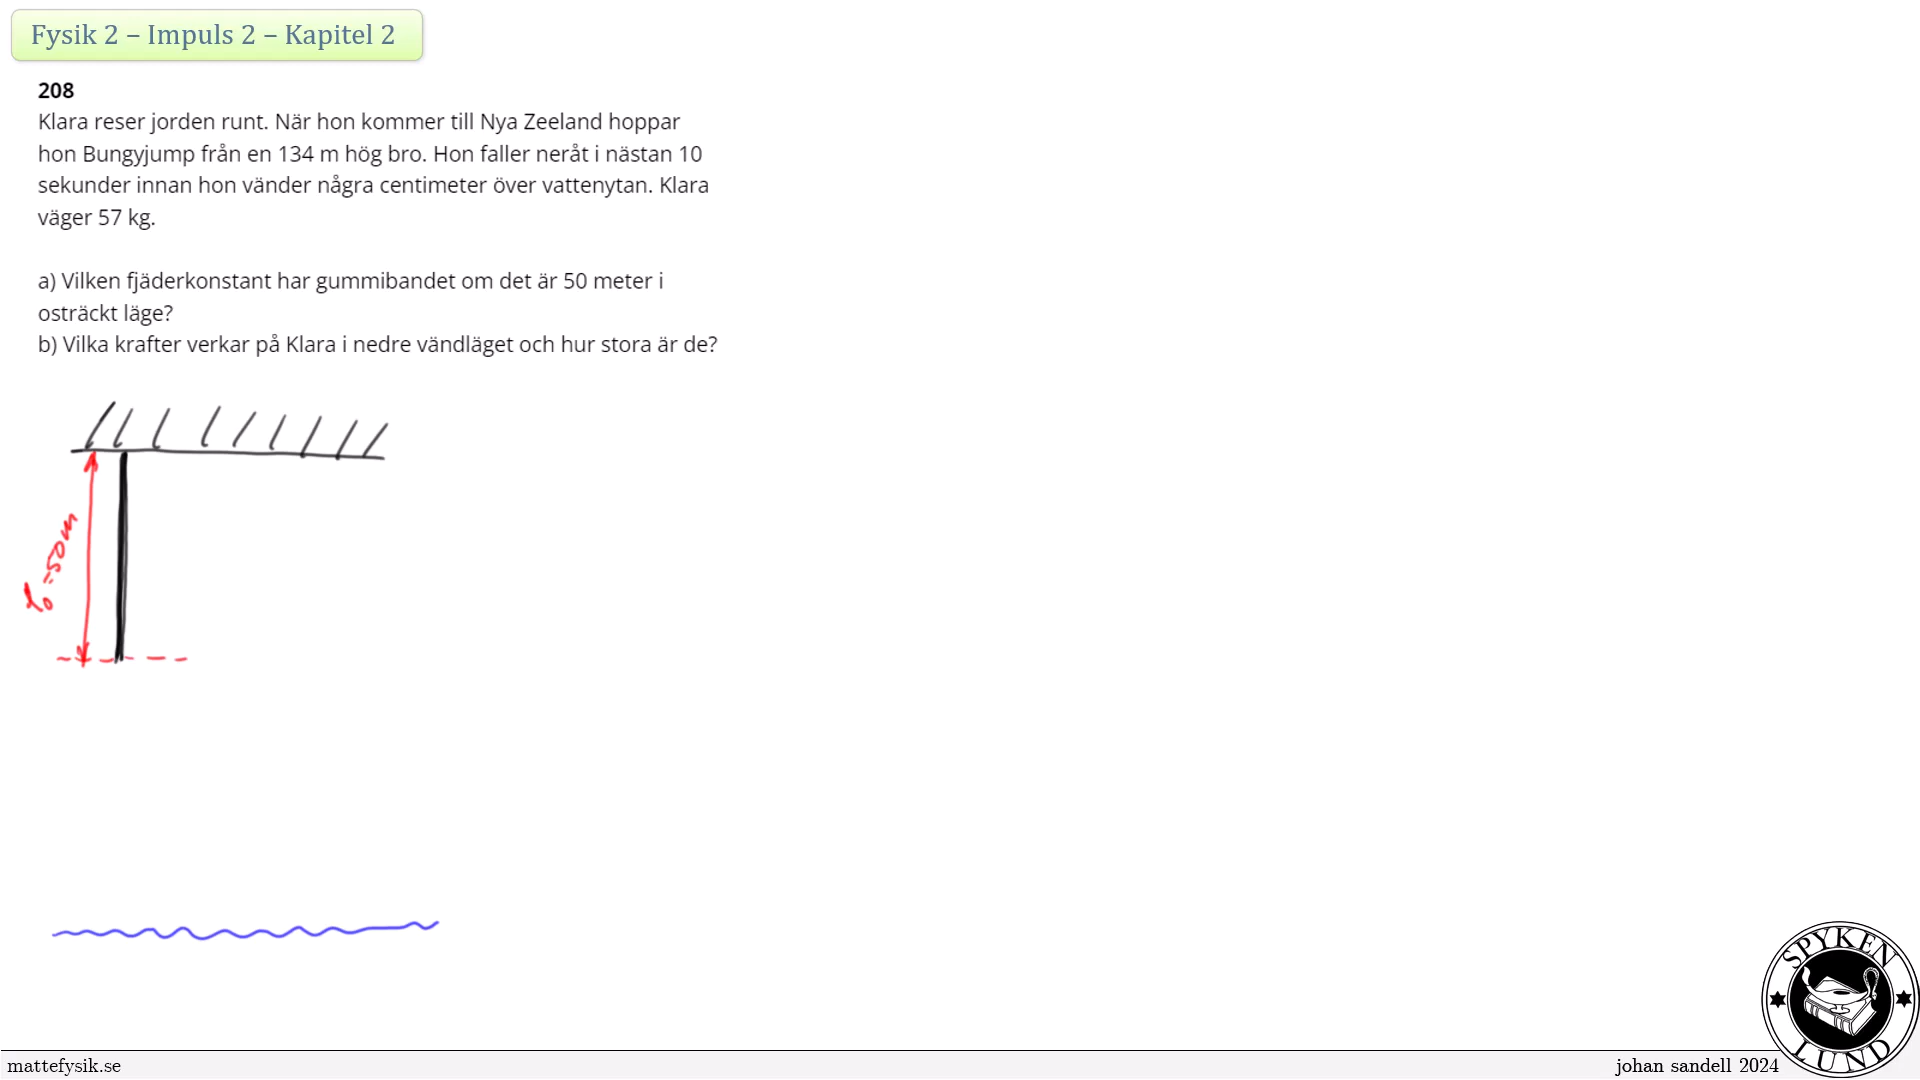 Fysik 2 – Impuls 2 – Kapitel 2
208
Klara reser jorden runt. När hon kommer till Nya Zeeland hoppar
hon Bungyjump från en 134 m hög bro. Hon faller neråt i nästan 10
sekunder innan hon vänder några centimeter över vattenytan. Klara
väger 57 kg.
a) Vilken fjäderkonstant har gummibandet om det är 50 meter i
osträckt läge?
b) Vilka krafter verkar på Klara i nedre vändläget och hur stora är de?
l₀ = 50m
SPYKEN
LUND
mattefysik.se
johan sandell 2024